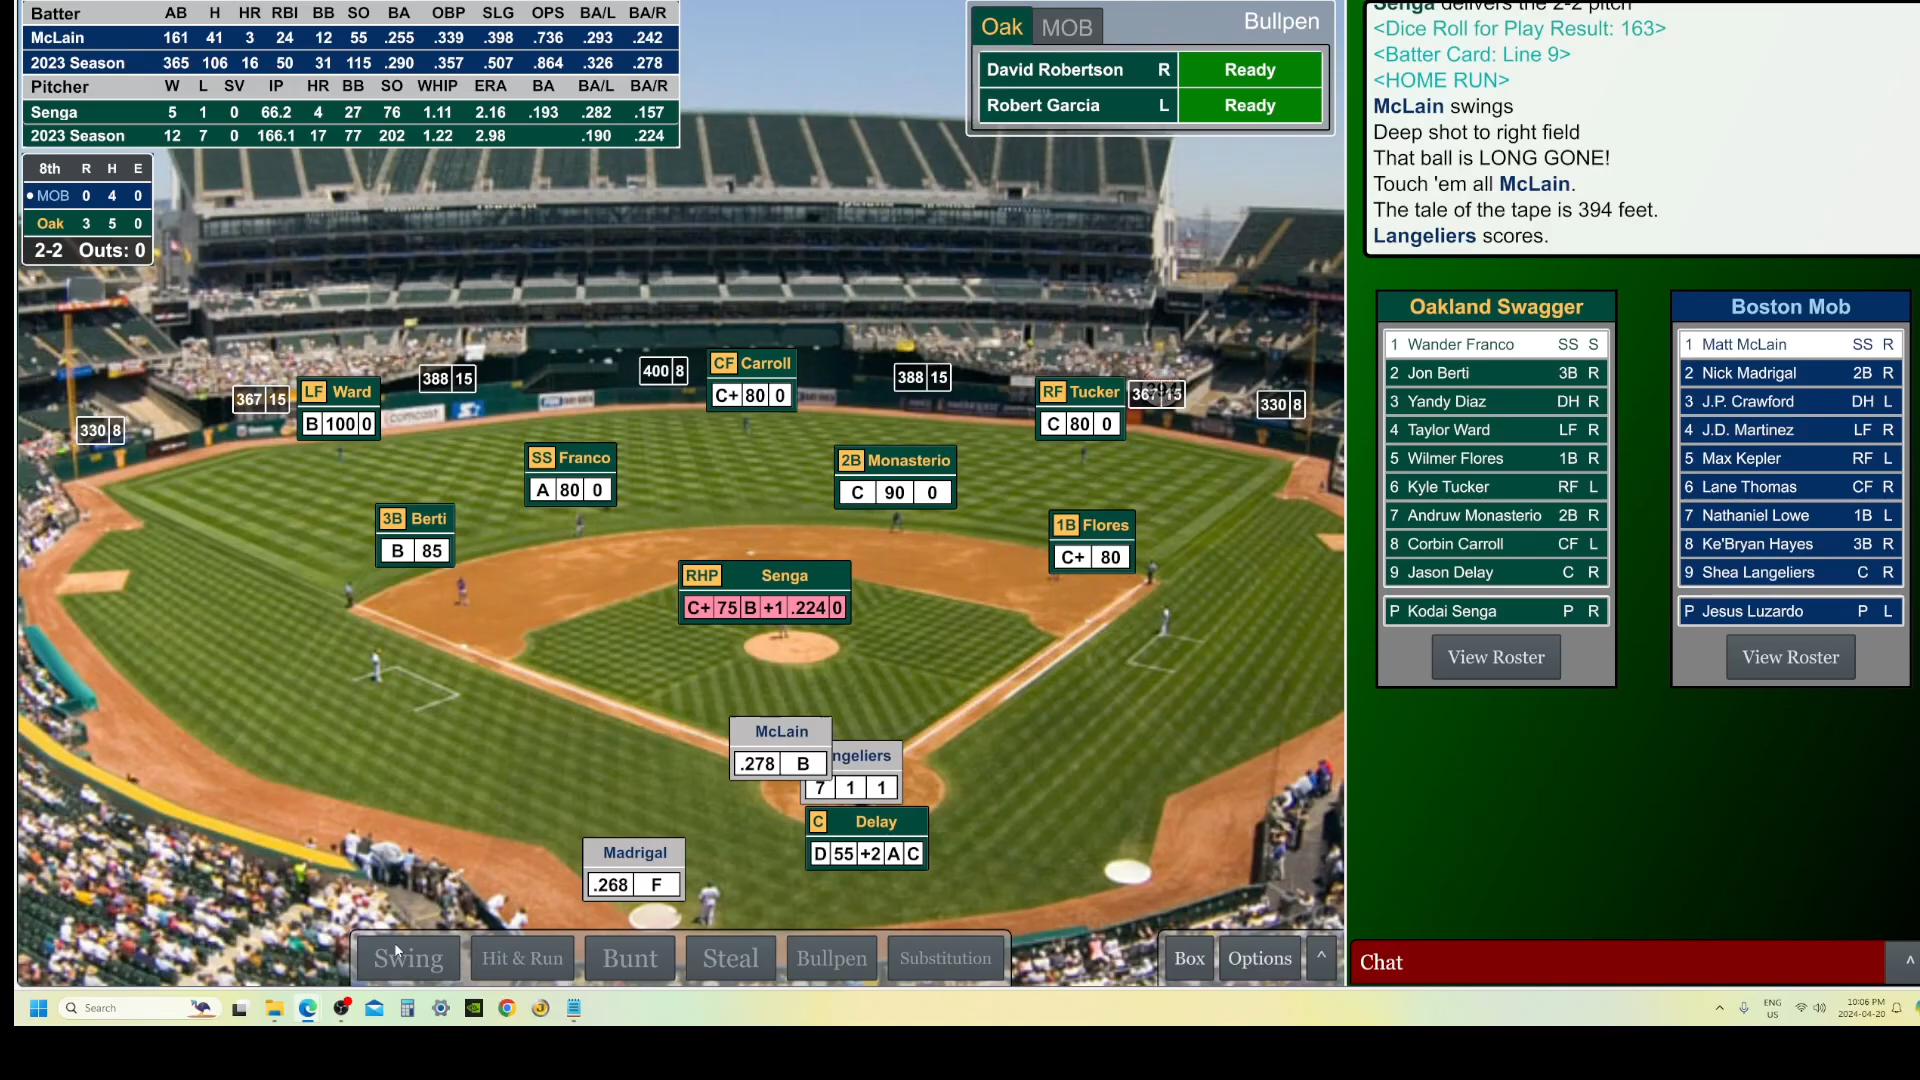 Batter AB H HR RBI BB SO BA OBP SLG OPS BA/L BA/R
McLain 161 41 3 24 12 55 .255 .339 .398 .736 .293 .242
2023 Season 365 106 16 50 31 115 .290 .357 .507 .864 .326 .278
Pitcher W L SV IP HR BB SO WHIP ERA BA BA/L BA/R
Senga 5 1 0 66.2 4 27 76 1.11 2.16 .193 .282 .157
2023 Season 12 7 0 166.1 17 77 202 1.22 2.98 .190 .224
8th R H E
MOB 0 4 0
Oak 3 5 0
2-2 Outs: 0
Oak MOB Bullpen
David Robertson R Ready
Robert Garcia L Ready
Senga delivers the 2-2 pitch
<Dice Roll for Play Result: 163>
<Batter Card: Line 9>
<HOME RUN>
McLain swings
Deep shot to right field
That ball is LONG GONE!
Touch 'em all McLain.
The tale of the tape is 394 feet.
Langeliers scores.
330 8
367 15
LF Ward
B 100 0
388 15
400 8
CF Carroll
C+ 80 0
388 15
RF Tucker
C 80 0
367 15
330 8
SS Franco
A 80 0
2B Monasterio
C 90 0
3B Berti
B 85
1B Flores
C+ 80
RHP Senga
C+ 75 B +1 .224 0
McLain
.278 B
ngeliers
7 1 1
C Delay
D 55 +2 A C
Madrigal
.268 F
comcast
Oakland Swagger
1 Wander Franco SS S
2 Jon Berti 3B R
3 Yandy Diaz DH R
4 Taylor Ward LF R
5 Wilmer Flores 1B R
6 Kyle Tucker RF L
7 Andruw Monasterio 2B R
8 Corbin Carroll CF L
9 Jason Delay C R
P Kodai Senga P R
View Roster
Boston Mob
1 Matt McLain SS R
2 Nick Madrigal 2B R
3 J.P. Crawford DH L
4 J.D. Martinez LF R
5 Max Kepler RF L
6 Lane Thomas CF R
7 Nathaniel Lowe 1B L
8 Ke'Bryan Hayes 3B R
9 Shea Langeliers C R
P Jesus Luzardo P L
View Roster
Swing Hit & Run Bunt Steal Bullpen Substitution
Box Options ^
Chat ^
Search
ENG
US
10:06 PM
2024-04-20